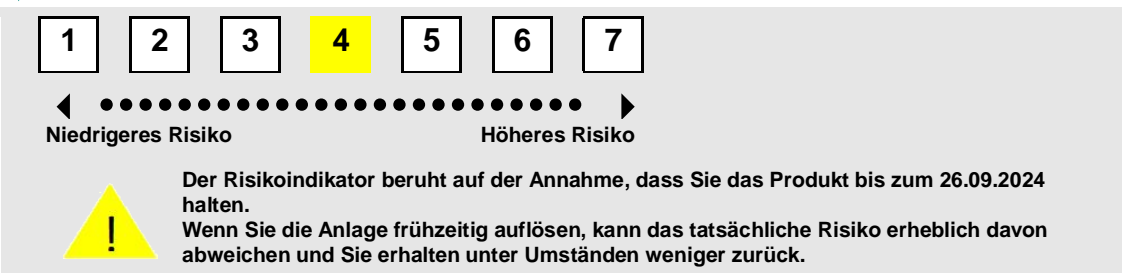 1 2 3 4 5 6 7
Niedrigeres Risiko Höheres Risiko
Der Risikoindikator beruht auf der Annahme, dass Sie das Produkt bis zum 26.09.2024
halten.
Wenn Sie die Anlage frühzeitig auflösen, kann das tatsächliche Risiko erheblich davon
abweichen und Sie erhalten unter Umständen weniger zurück.
!